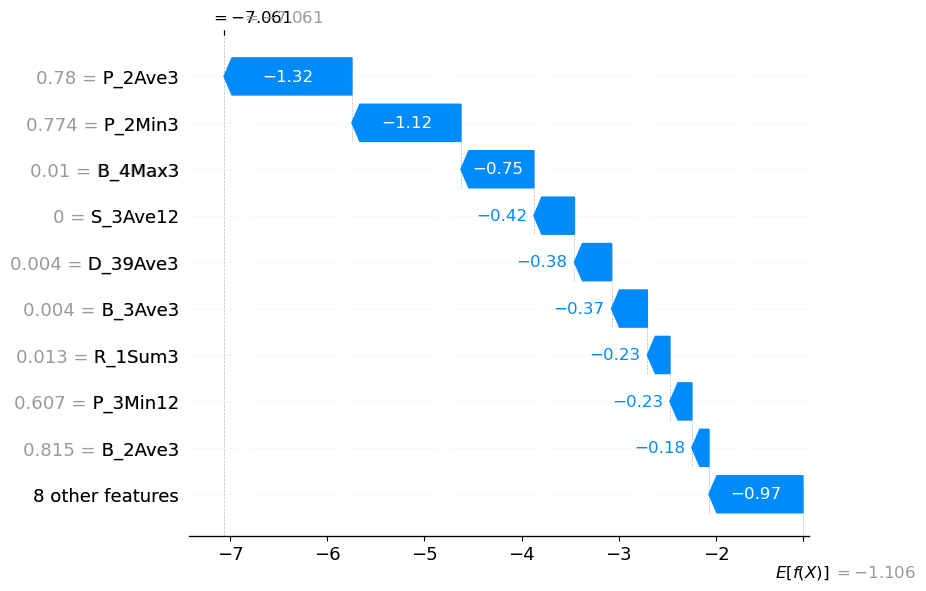 = −7.061
0.78 = P_2Ave3 −1.32
0.774 = P_2Min3 −1.12
0.01 = B_4Max3 −0.75
0 = S_3Ave12 −0.42
0.004 = D_39Ave3 −0.38
0.004 = B_3Ave3 −0.37
0.013 = R_1Sum3 −0.23
0.607 = P_3Min12 −0.23
0.815 = B_2Ave3 −0.18
8 other features −0.97
−7 −6 −5 −4 −3 −2
E[f(X)] = −1.106